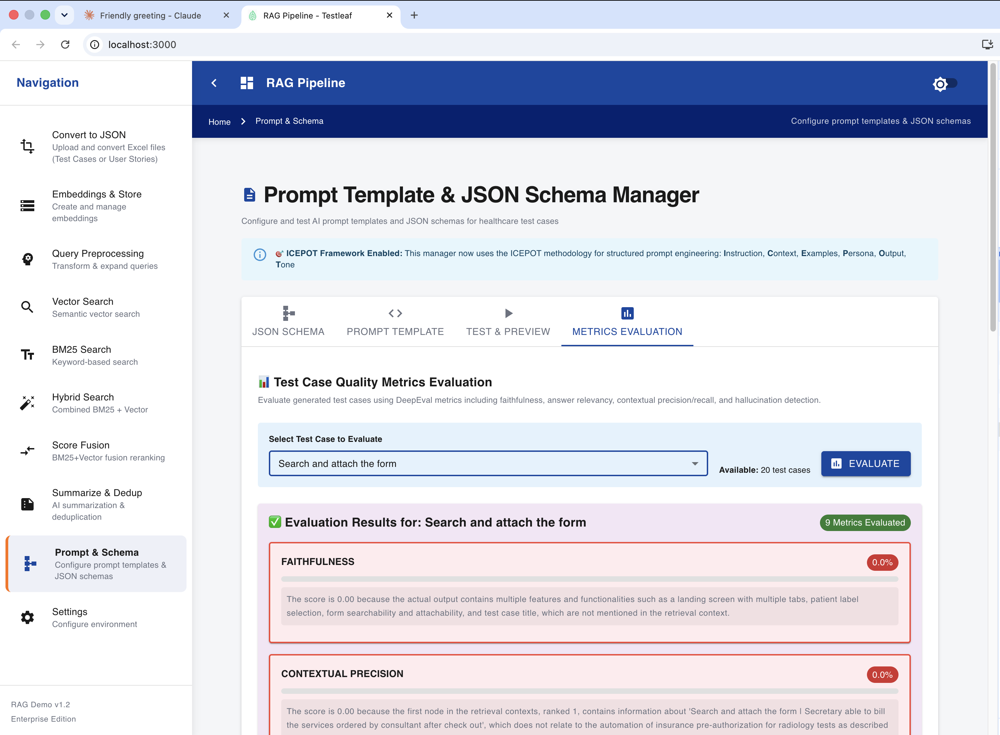 Friendly greeting - Claude
RAG Pipeline - Testleaf
localhost:3000
Navigation
Convert to JSON
Upload and convert Excel files
(Test Cases or User Stories)
Embeddings & Store
Create and manage
embeddings
Query Preprocessing
Transform & expand queries
Vector Search
Semantic vector search
BM25 Search
Keyword-based search
Hybrid Search
Combined BM25 + Vector
Score Fusion
BM25+Vector fusion reranking
Summarize & Dedup
AI summarization &
deduplication
Prompt & Schema
Configure prompt templates &
JSON schemas
Settings
Configure environment
RAG Demo v1.2
Enterprise Edition
RAG Pipeline
Home
Prompt & Schema
Configure prompt templates & JSON schemas
Prompt Template & JSON Schema Manager
Configure and test AI prompt templates and JSON schemas for healthcare test cases
🎯 ICEPOT Framework Enabled: This manager now uses the ICEPOT methodology for structured prompt engineering: Instruction, Context, Examples, Persona, Output,
Tone
JSON SCHEMA
PROMPT TEMPLATE
TEST & PREVIEW
METRICS EVALUATION
📊 Test Case Quality Metrics Evaluation
Evaluate generated test cases using DeepEval metrics including faithfulness, answer relevancy, contextual precision/recall, and hallucination detection.
Select Test Case to Evaluate
Search and attach the form
Available: 20 test cases
EVALUATE
✅ Evaluation Results for: Search and attach the form
9 Metrics Evaluated
FAITHFULNESS
0.0%
The score is 0.00 because the actual output contains multiple features and functionalities such as a landing screen with multiple tabs, patient label
selection, form searchability and attachability, and test case title, which are not mentioned in the retrieval context.
CONTEXTUAL PRECISION
0.0%
The score is 0.00 because the first node in the retrieval contexts, ranked 1, contains information about 'Search and attach the form | Secretary able to bill
the services ordered by consultant after check out', which does not relate to the automation of insurance pre-authorization for radiology tests as described